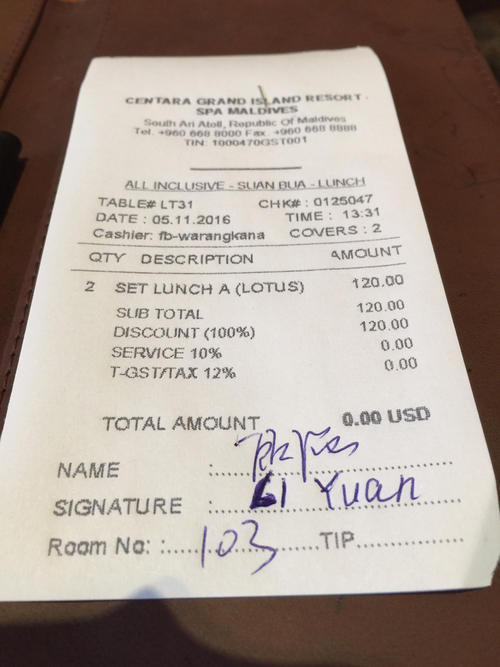 CENTARA GRAND ISLAND RESORT
SPA MALDIVES
South Ari Atoll, Republic Of Maldives
Tel. +960 668 8000 Fax. +960 668 8888
TIN: 1000470GST001
ALL INCLUSIVE - SUAN BUA - LUNCH
TABLE# LT31 CHK# : 0125047
DATE : 05.11.2016 TIME : 13:31
Cashier: fb-warangkana COVERS : 2
QTY DESCRIPTION AMOUNT
2 SET LUNCH A (LOTUS) 120.00
SUB TOTAL 120.00
DISCOUNT (100%) 120.00
SERVICE 10% 0.00
T-GST/TAX 12% 0.00
TOTAL AMOUNT 0.00 USD
NAME :
SIGNATURE : LI Yuan
Room No: : 103 TIP